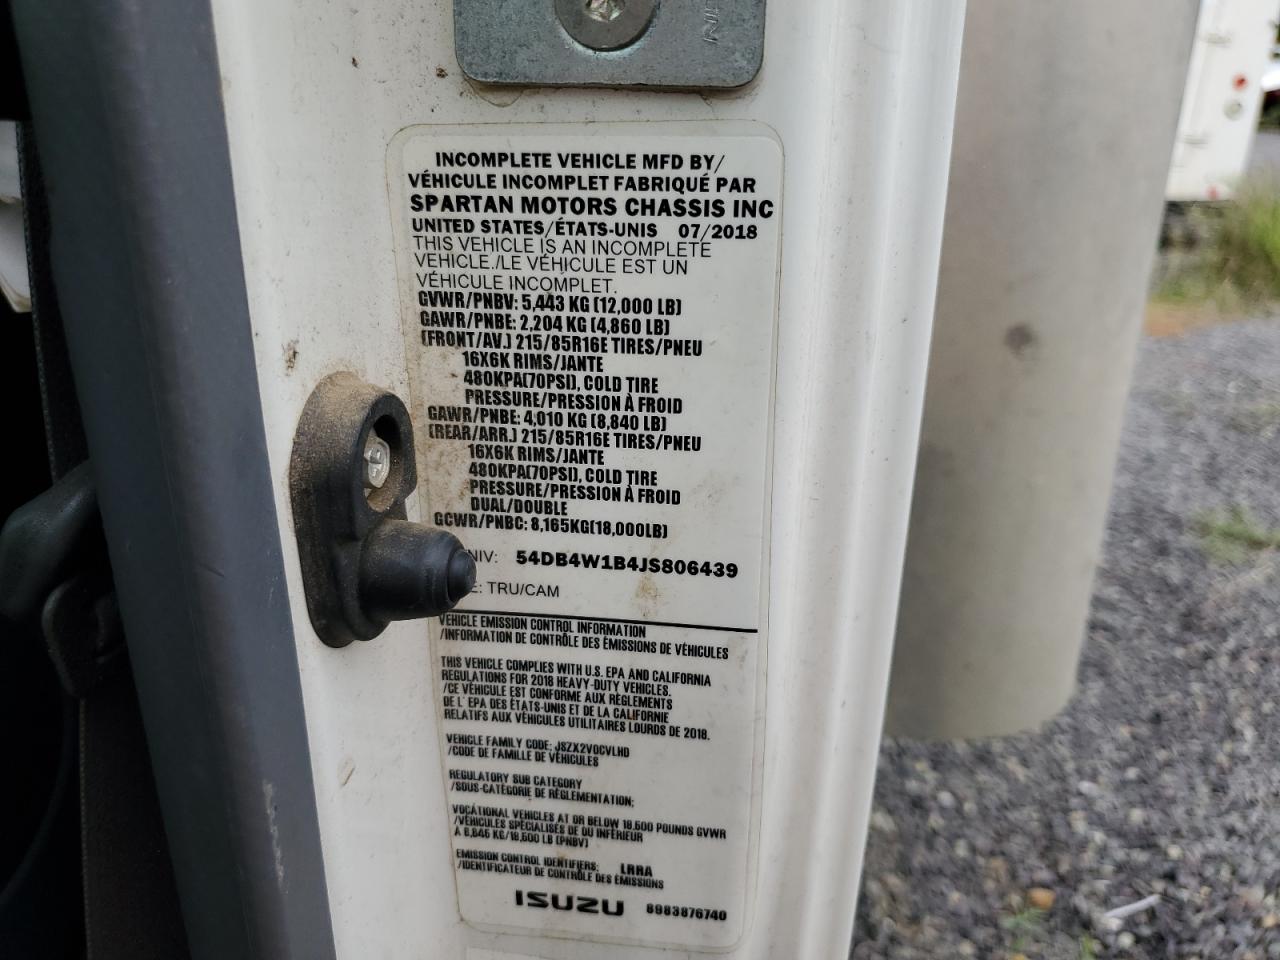 INCOMPLETE VEHICLE MFD BY/
VÉHICULE INCOMPLET FABRIQUÉ PAR
SPARTAN MOTORS CHASSIS INC
UNITED STATES/ÉTATS-UNIS 07/2018
THIS VEHICLE IS AN INCOMPLETE
VEHICLE./LE VÉHICULE EST UN
VÉHICULE INCOMPLET.
GVWR/PNBV: 5,443 KG (12,000 LB)
GAWR/PNBE: 2,204 KG (4,860 LB)
(FRONT/AV.) 215/85R16E TIRES/PNEU
16X6K RIMS/JANTE
480KPA(70PSI), COLD TIRE
PRESSURE/PRESSION À FROID
GAWR/PNBE: 4,010 KG (8,840 LB)
(REAR/ARR.) 215/85R16E TIRES/PNEU
16X6K RIMS/JANTE
480KPA(70PSI), COLD TIRE
PRESSURE/PRESSION À FROID
DUAL/DOUBLE
GCWR/PNBC: 8,165KG(18,000LB)
NIV: 54DB4W1B4JS806439
E: TRU/CAM
VEHICLE EMISSION CONTROL INFORMATION
/INFORMATION DE CONTRÔLE DES ÉMISSIONS DE VÉHICULES
THIS VEHICLE COMPLIES WITH U.S. EPA AND CALIFORNIA
REGULATIONS FOR 2018 HEAVY-DUTY VEHICLES.
/CE VÉHICULE EST CONFORME AUX RÈGLEMENTS
DE L' EPA DES ÉTATS-UNIS ET DE LA CALIFORNIE
RELATIFS AUX VÉHICULES UTILITAIRES LOURDS DE 2018.
VEHICLE FAMILY CODE: JSZX2VOCVLHD
/CODE DE FAMILLE DE VÉHICULES
REGULATORY SUB CATEGORY
/SOUS-CATÉGORIE DE RÉGLEMENTATION;
VOCATIONAL VEHICLES AT OR BELOW 19,500 POUNDS GVWR
/VÉHICULES SPÉCIALISÉS DE OU INFÉRIEUR
À 8,845 KG/19,500 LB (PNBV)
EMISSION CONTROL IDENTIFIERS: LRRA
/IDENTIFICATEUR DE CONTRÔLE DES ÉMISSIONS
ISUZU 8983876740